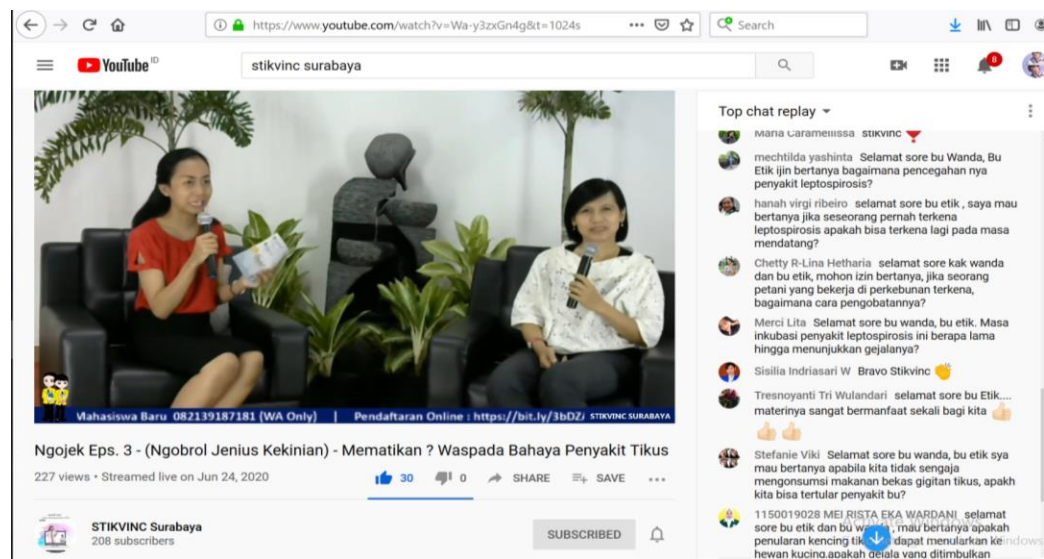 https://www.youtube.com/watch?v=Wa-y3zxGn4g&t=1024s
Search
YouTube ID
stikvinc surabaya
8
Top chat replay
Maria Caramellissa stikvinc
mechtilda yashinta Selamat sore bu Wanda, Bu
Etik ijin bertanya bagaimana pencegahan nya
penyakit leptospirosis?
hanah virgi ribeiro selamat sore bu etik , saya mau
bertanya jika seseorang pernah terkena
leptospirosis apakah bisa terkena lagi pada masa
mendatang?
Chetty R-Lina Hetharia selamat sore kak wanda
dan bu etik, mohon izin bertanya, jika seorang
petani yang bekerja di perkebunan terkena,
bagaimana cara pengobatannya?
Merci Lita Selamat sore bu wanda, bu etik. Masa
inkubasi penyakit leptospirosis ini berapa lama
hingga menunjukkan gejalanya?
Sisilia Indriasari W Bravo Stikvinc
Tresnoyanti Tri Wulandari selamat sore bu Etik....
materinya sangat bermanfaat sekali bagi kita
Stefanie Viki Selamat sore bu wanda, bu etik sya
mau bertanya apabila kita tidak sengaja
mengonsumsi makanan bekas gigitan tikus, apakh
kita bisa tertular penyakit bu?
1150019028 MEI RISTA EKA WARDANI selamat
sore bu etik dan bu , mau bertanya apakah
penularan kencing dapat menularkan ke
hewan kucing.apakah gejala yang ditimbulkan
Activate Windows
Windows
Mahasiswa Baru 082139187181 (WA Only) | Pendaftaran Online : https://bit.ly/3bDZ STIKVINC SURABAYA
Ngojek Eps. 3 - (Ngobrol Jenius Kekinian) - Mematikan ? Waspada Bahaya Penyakit Tikus
227 views • Streamed live on Jun 24, 2020
30
0
SHARE
SAVE
STIKVINC Surabaya
208 subscribers
SUBSCRIBED